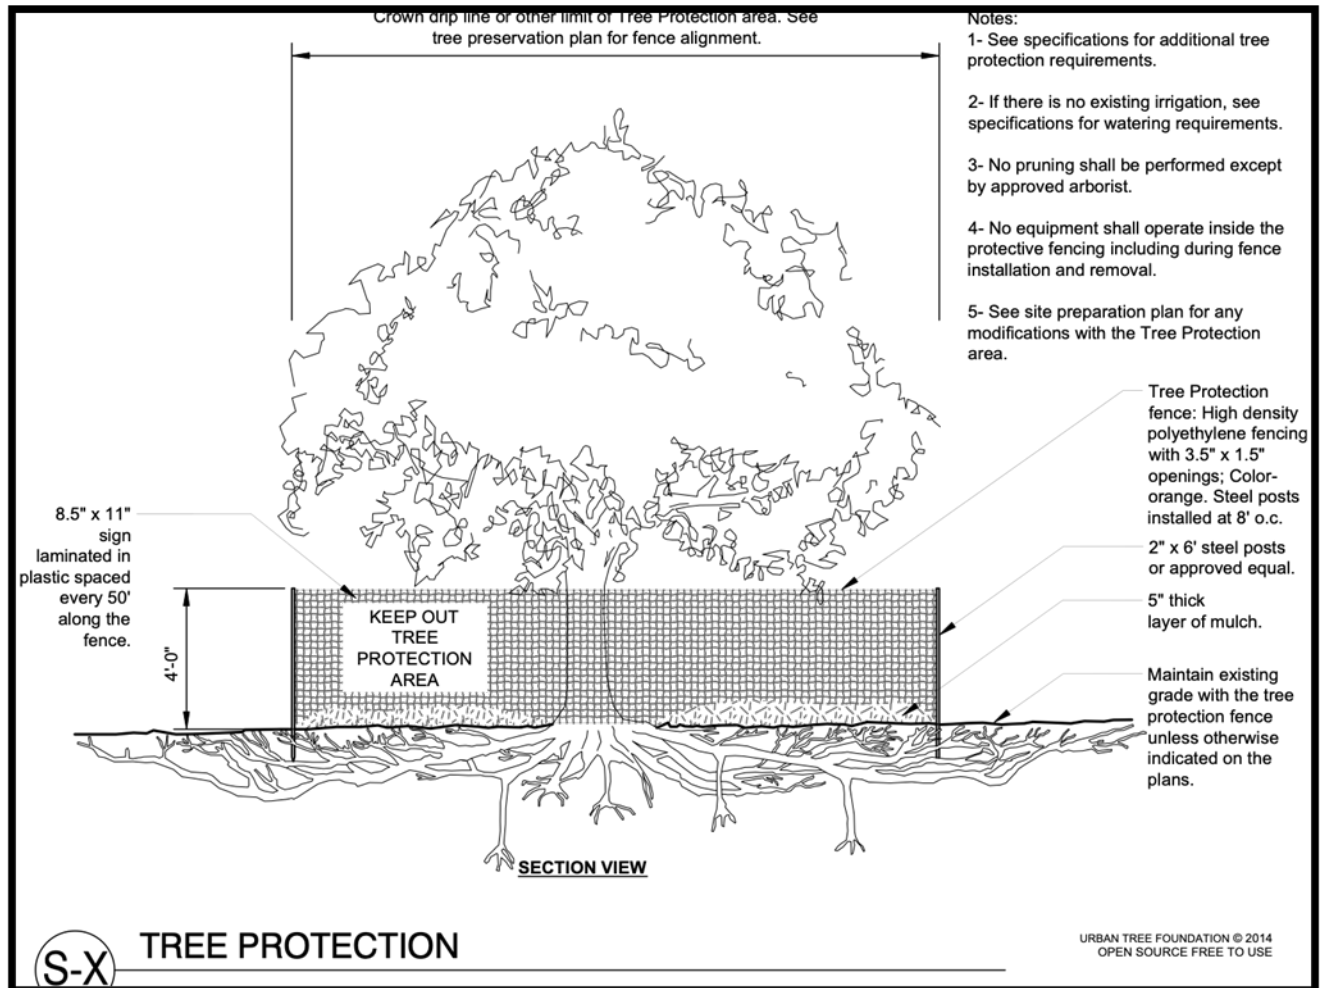 Crown drip line or other limit of Tree Protection area. See
tree preservation plan for fence alignment.
Notes:
1- See specifications for additional tree
protection requirements.
2- If there is no existing irrigation, see
specifications for watering requirements.
3- No pruning shall be performed except
by approved arborist.
4- No equipment shall operate inside the
protective fencing including during fence
installation and removal.
5- See site preparation plan for any
modifications with the Tree Protection
area.
Tree Protection
fence: High density
polyethylene fencing
with 3.5" x 1.5"
openings; Color-
orange. Steel posts
installed at 8' o.c.
2" x 6' steel posts
or approved equal.
5" thick
layer of mulch.
Maintain existing
grade with the tree
protection fence
unless otherwise
indicated on the
plans.
8.5" x 11"
sign
laminated in
plastic spaced
every 50'
along the
fence.
4'-0"
KEEP OUT
TREE
PROTECTION
AREA
SECTION VIEW
S-X
TREE PROTECTION
URBAN TREE FOUNDATION © 2014
OPEN SOURCE FREE TO USE